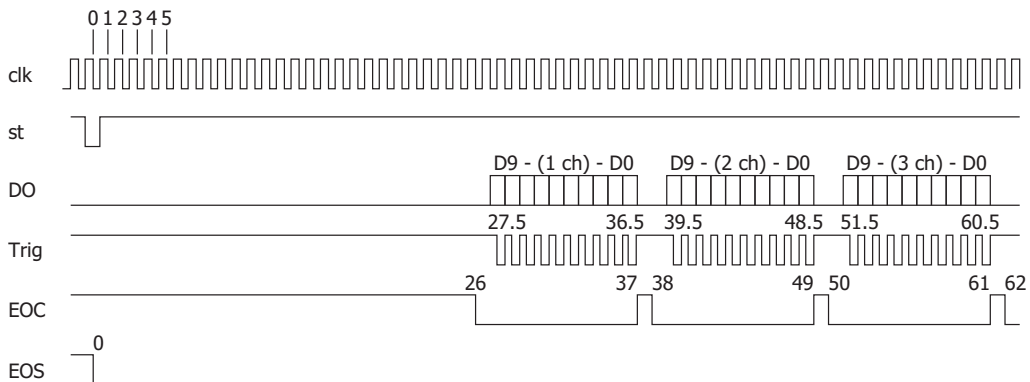 0 1 2 3 4 5
clk
st
D9 - (1 ch) - D0 D9 - (2 ch) - D0 D9 - (3 ch) - D0
DO
27.5 36.5 39.5 48.5 51.5 60.5
Trig
26 37 38 49 50 61 62
EOC
0
EOS